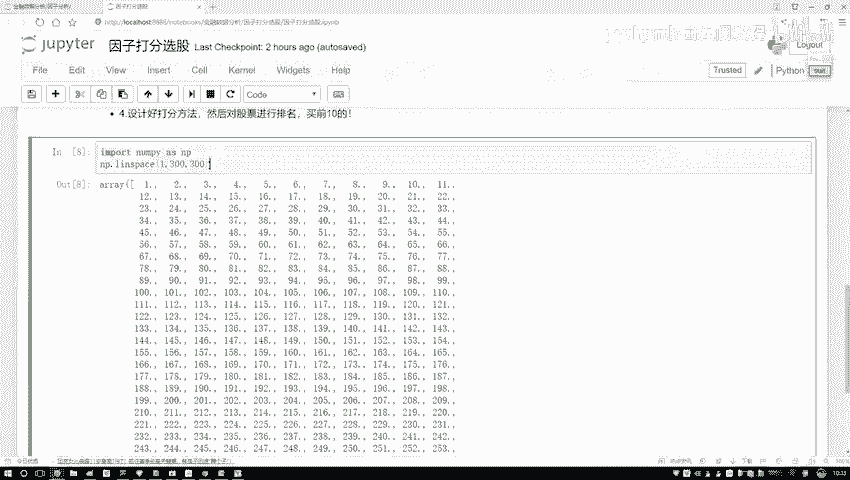 金融数据分析/
因子打分选股
http://localhost:8888/notebooks/金融数据分析/因子打分选股/因子打分选股.ipynb
jupyter 因子打分选股 Last Checkpoint: 2 hours ago (autosaved)
Logout
File Edit View Insert Cell Kernel Widgets Help
Trusted
Python
Code
4.设计好打分方法，然后对股票进行排名，买前10的!
In [8]: import numpy as np
np.linspace(1,300,300)
Out[8]: array([ 1., 2., 3., 4., 5., 6., 7., 8., 9., 10., 11.,
12., 13., 14., 15., 16., 17., 18., 19., 20., 21., 22.,
23., 24., 25., 26., 27., 28., 29., 30., 31., 32., 33.,
34., 35., 36., 37., 38., 39., 40., 41., 42., 43., 44.,
45., 46., 47., 48., 49., 50., 51., 52., 53., 54., 55.,
56., 57., 58., 59., 60., 61., 62., 63., 64., 65., 66.,
67., 68., 69., 70., 71., 72., 73., 74., 75., 76., 77.,
78., 79., 80., 81., 82., 83., 84., 85., 86., 87., 88.,
89., 90., 91., 92., 93., 94., 95., 96., 97., 98., 99.,
100., 101., 102., 103., 104., 105., 106., 107., 108., 109., 110.,
111., 112., 113., 114., 115., 116., 117., 118., 119., 120., 121.,
122., 123., 124., 125., 126., 127., 128., 129., 130., 131., 132.,
133., 134., 135., 136., 137., 138., 139., 140., 141., 142., 143.,
144., 145., 146., 147., 148., 149., 150., 151., 152., 153., 154.,
155., 156., 157., 158., 159., 160., 161., 162., 163., 164., 165.,
166., 167., 168., 169., 170., 171., 172., 173., 174., 175., 176.,
177., 178., 179., 180., 181., 182., 183., 184., 185., 186., 187.,
188., 189., 190., 191., 192., 193., 194., 195., 196., 197., 198.,
199., 200., 201., 202., 203., 204., 205., 206., 207., 208., 209.,
210., 211., 212., 213., 214., 215., 216., 217., 218., 219., 220.,
221., 222., 223., 224., 225., 226., 227., 228., 229., 230., 231.,
232., 233., 234., 235., 236., 237., 238., 239., 240., 241., 242.,
243., 244., 245., 246., 247., 248., 249., 250., 251., 252., 253.,
10:33